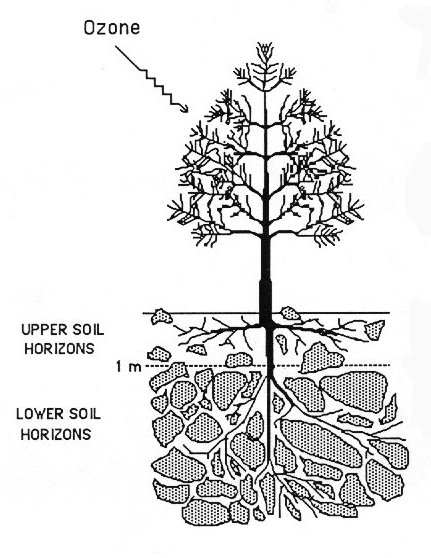 Ozone
UPPER SOIL
HORIZONS
1 m
LOWER SOIL
HORIZONS